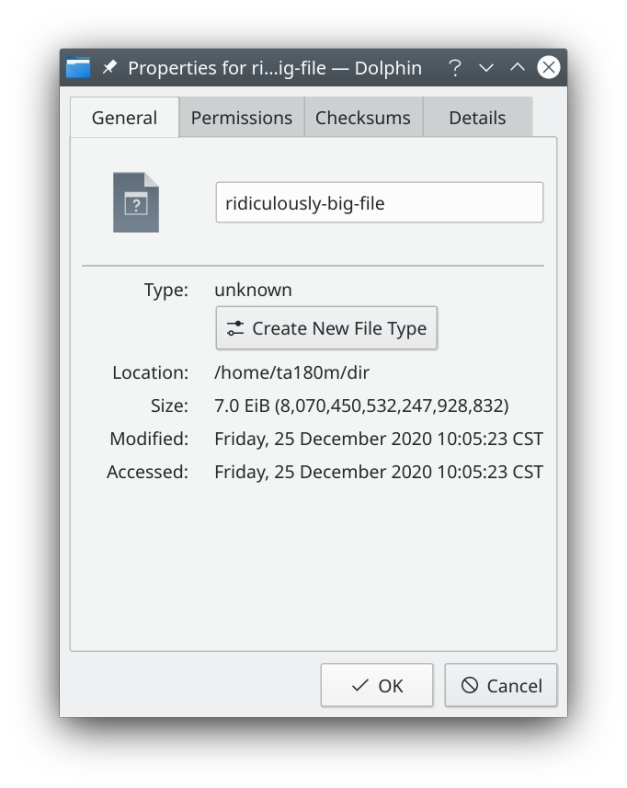 Properties for ri...ig-file — Dolphin
General Permissions Checksums Details
?
ridiculously-big-file
Type: unknown
Create New File Type
Location: /home/ta180m/dir
Size: 7.0 EiB (8,070,450,532,247,928,832)
Modified: Friday, 25 December 2020 10:05:23 CST
Accessed: Friday, 25 December 2020 10:05:23 CST
OK Cancel